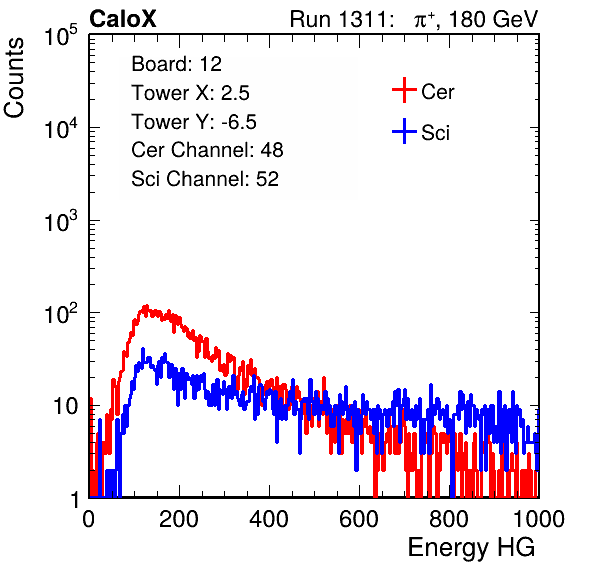 CaloX Run 1311: π⁺, 180 GeV
Board: 12
Tower X: 2.5
Tower Y: -6.5
Cer Channel: 48
Sci Channel: 52
Cer
Sci
Counts
10⁵
10⁴
10³
10²
10
1
0 200 400 600 800 1000
Energy HG